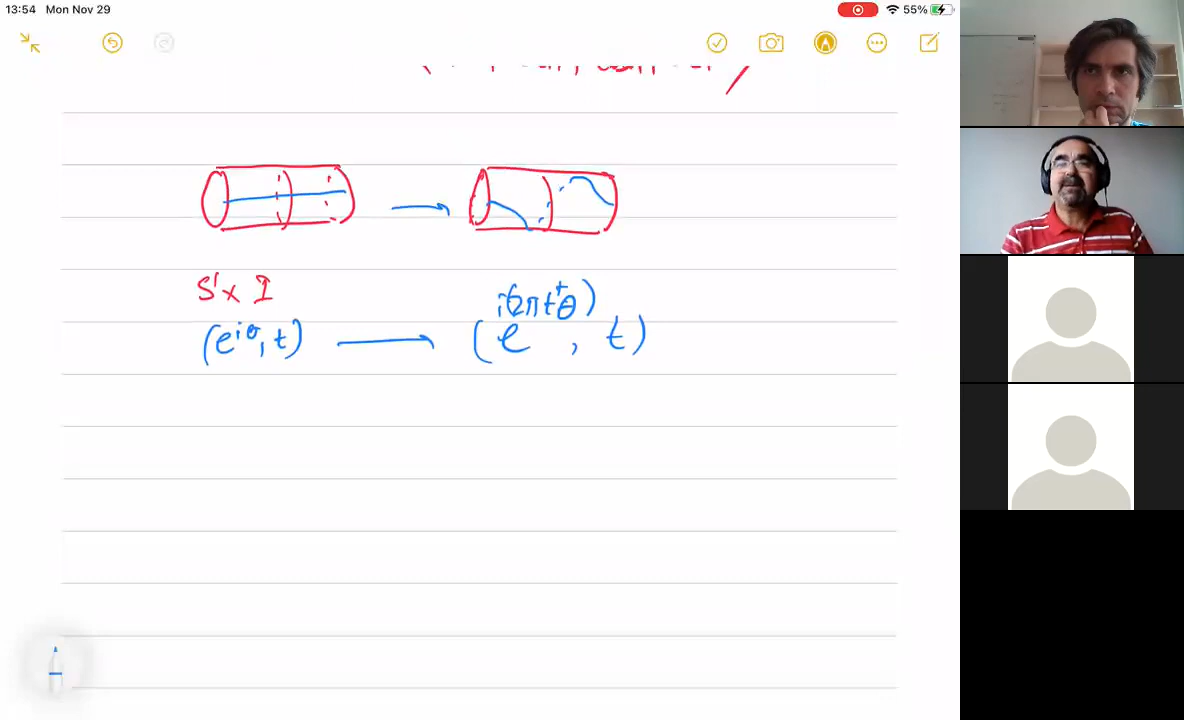 13:54 Mon Nov 29
55%
S¹ x I
i(2πt+θ)
(e^{iθ}, t) ⟶ (e , t)